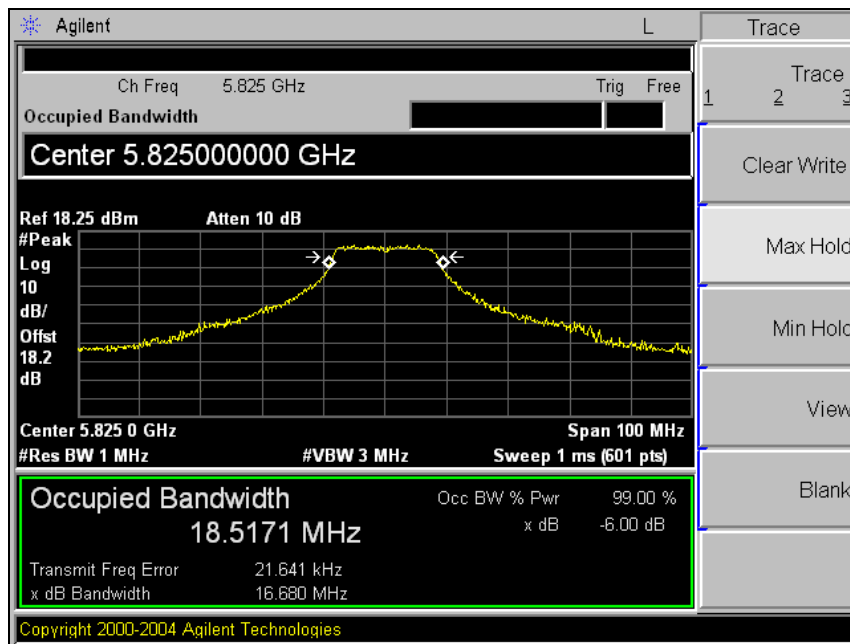 Agilent L Trace
Ch Freq 5.825 GHz Trig Free
Occupied Bandwidth
Center 5.825000000 GHz
Ref 18.25 dBm Atten 10 dB
#Peak
Log
10
dB/
Offst
18.2
dB
Center 5.825 0 GHz Span 100 MHz
#Res BW 1 MHz #VBW 3 MHz Sweep 1 ms (601 pts)
Occupied Bandwidth
18.5171 MHz
Occ BW % Pwr 99.00 %
x dB -6.00 dB
Transmit Freq Error 21.641 kHz
x dB Bandwidth 16.680 MHz
Copyright 2000-2004 Agilent Technologies
Trace
1 2 3
Clear Write
Max Hold
Min Hold
View
Blank